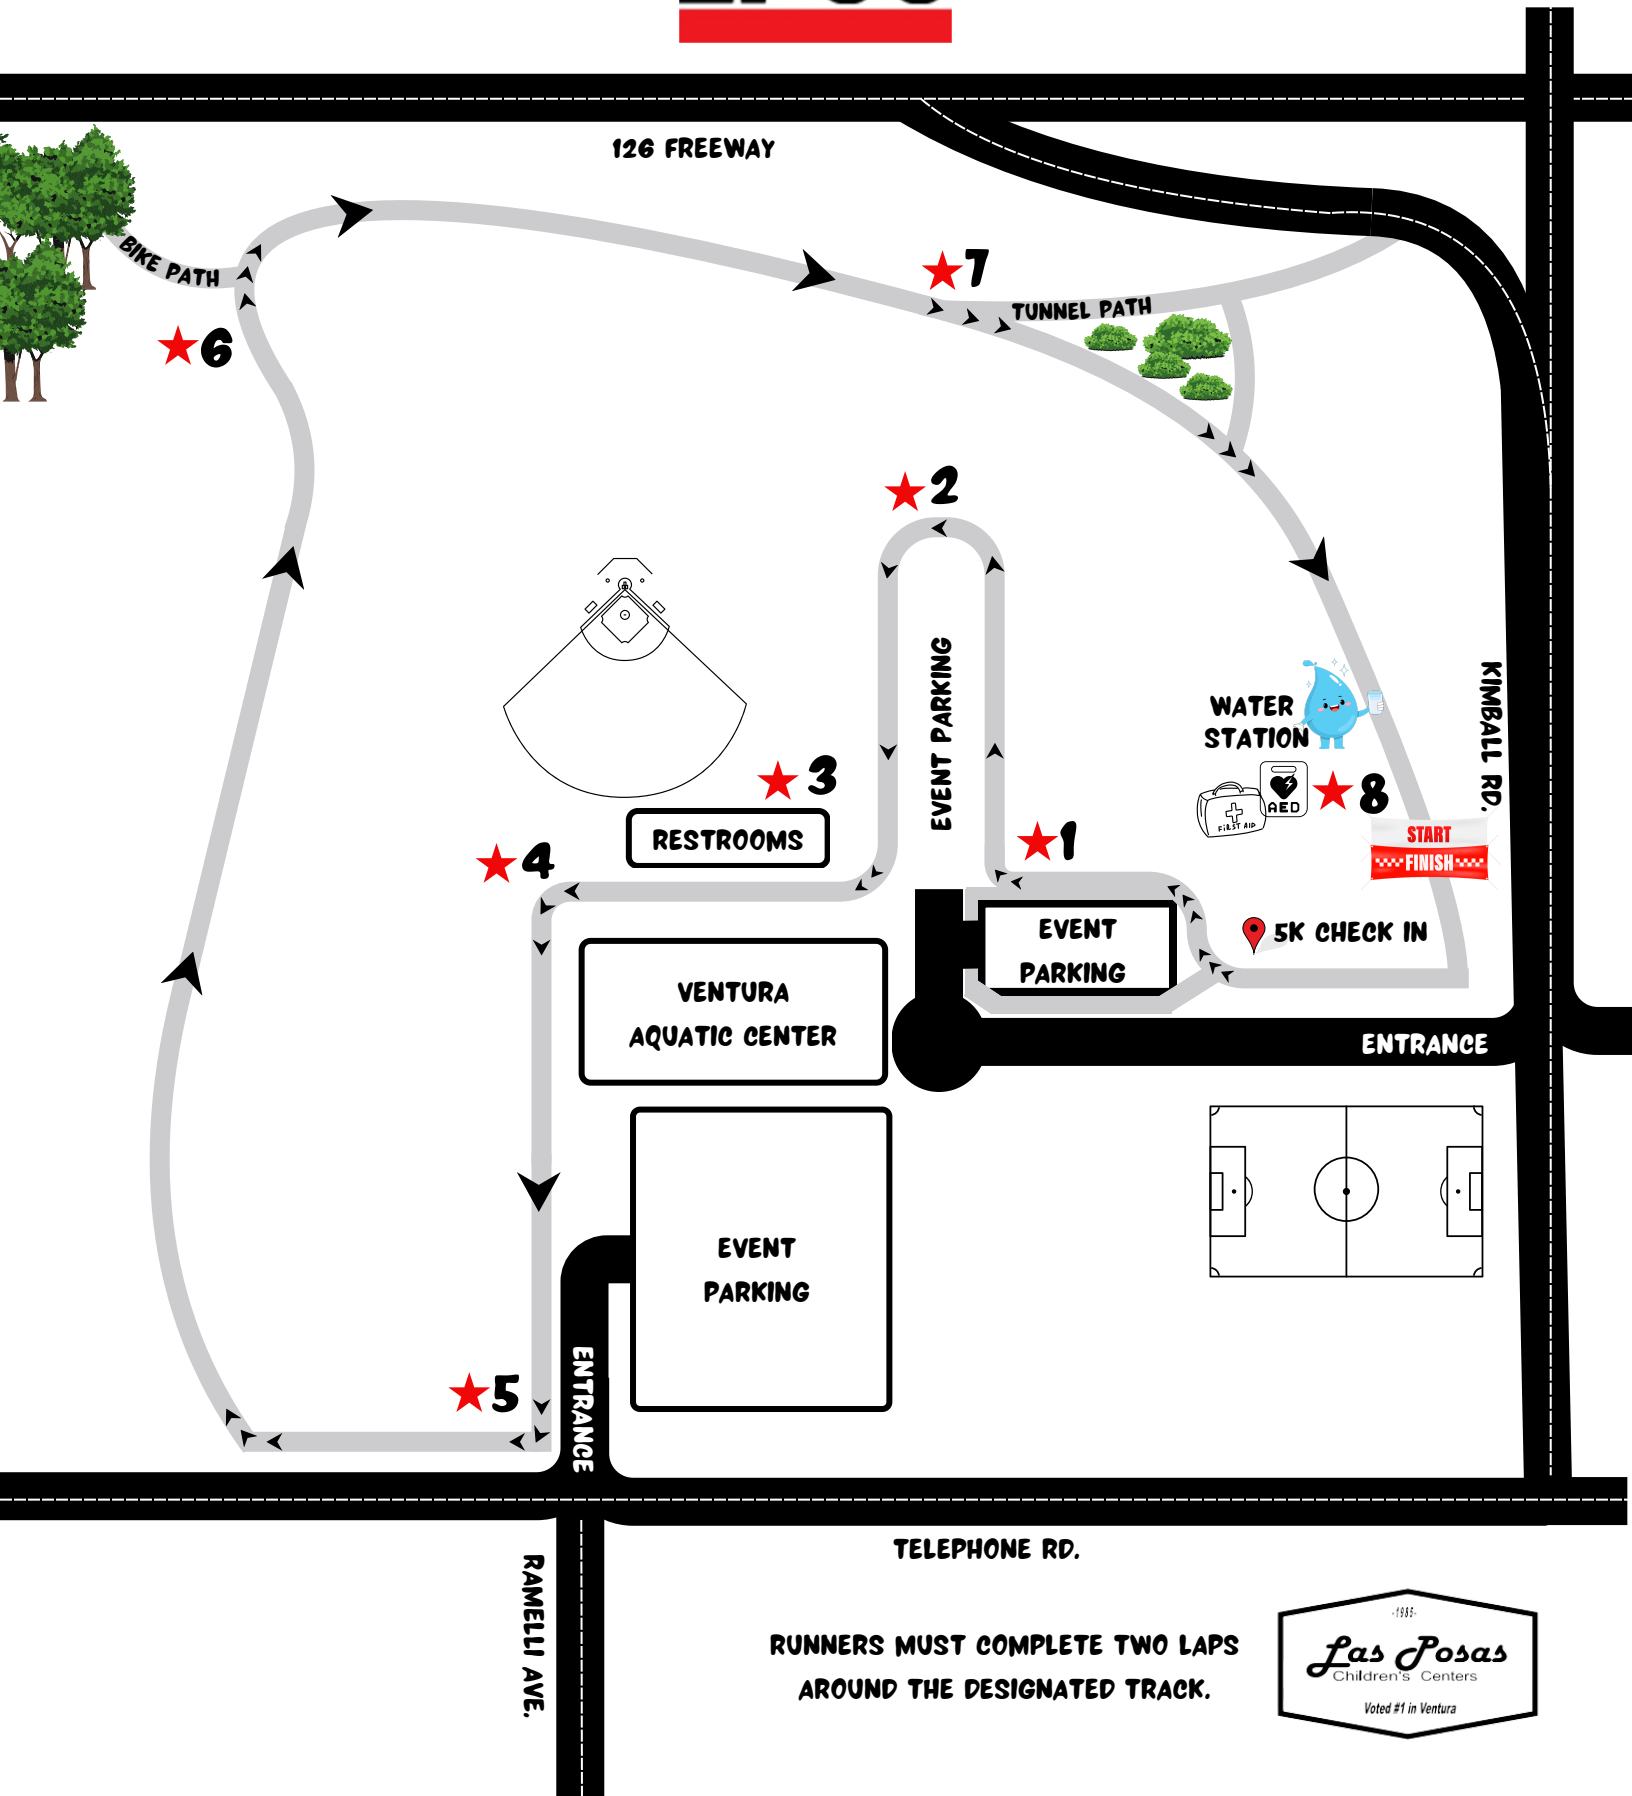 126 FREEWAY
BIKE PATH
7
TUNNEL PATH
6
2
EVENT PARKING
WATER
STATION
KIMBALL RD.
3
8
AED
FIRST AID
1
RESTROOMS
START
FINISH
4
EVENT
PARKING
5K CHECK IN
VENTURA
AQUATIC CENTER
ENTRANCE
EVENT
PARKING
5
ENTRANCE
TELEPHONE RD.
RAMELLI AVE.
RUNNERS MUST COMPLETE TWO LAPS
AROUND THE DESIGNATED TRACK.
-1985-
Las Posas
Children's Centers
Voted #1 in Ventura